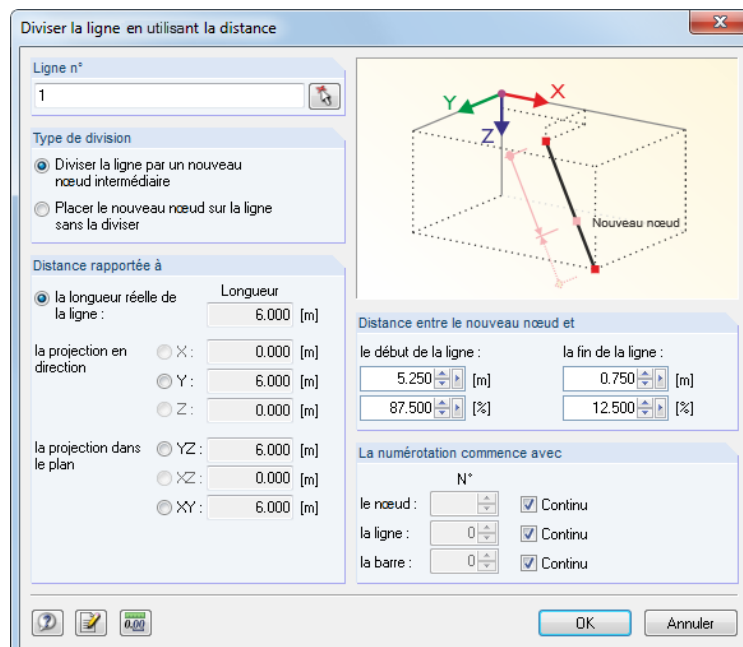 Diviser la ligne en utilisant la distance
Ligne n°
1
Type de division
Diviser la ligne par un nouveau
nœud intermédiaire
Placer le nouveau nœud sur la ligne
sans la diviser
Distance rapportée à
la longueur réelle de
la ligne :
Longueur
6.000 [m]
la projection en
direction
X : 0.000 [m]
Y : 6.000 [m]
Z : 0.000 [m]
la projection dans
le plan
YZ : 6.000 [m]
XZ : 0.000 [m]
XY : 6.000 [m]
X
Y
Z
Nouveau nœud
Distance entre le nouveau nœud et
le début de la ligne : la fin de la ligne :
5.250 [m] 0.750 [m]
87.500 [%] 12.500 [%]
La numérotation commence avec
N°
le nœud : Continu
la ligne : 0 Continu
la barre : 0 Continu
0.00
OK Annuler